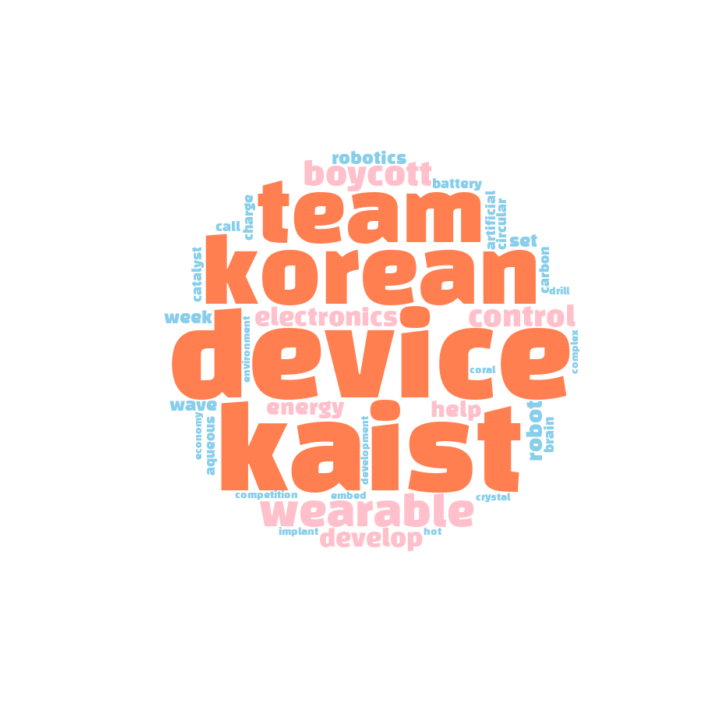 robotics
boycott
battery
team
charge
call
artificial
circular
set
korean
catalyst
carbon
drill
week
electronics
control
device
environment
coral
complex
wave
energy
help
kaist
economy
aqueous
development
robot
brain
competition
embed
crystal
wearable
implant
develop
hot